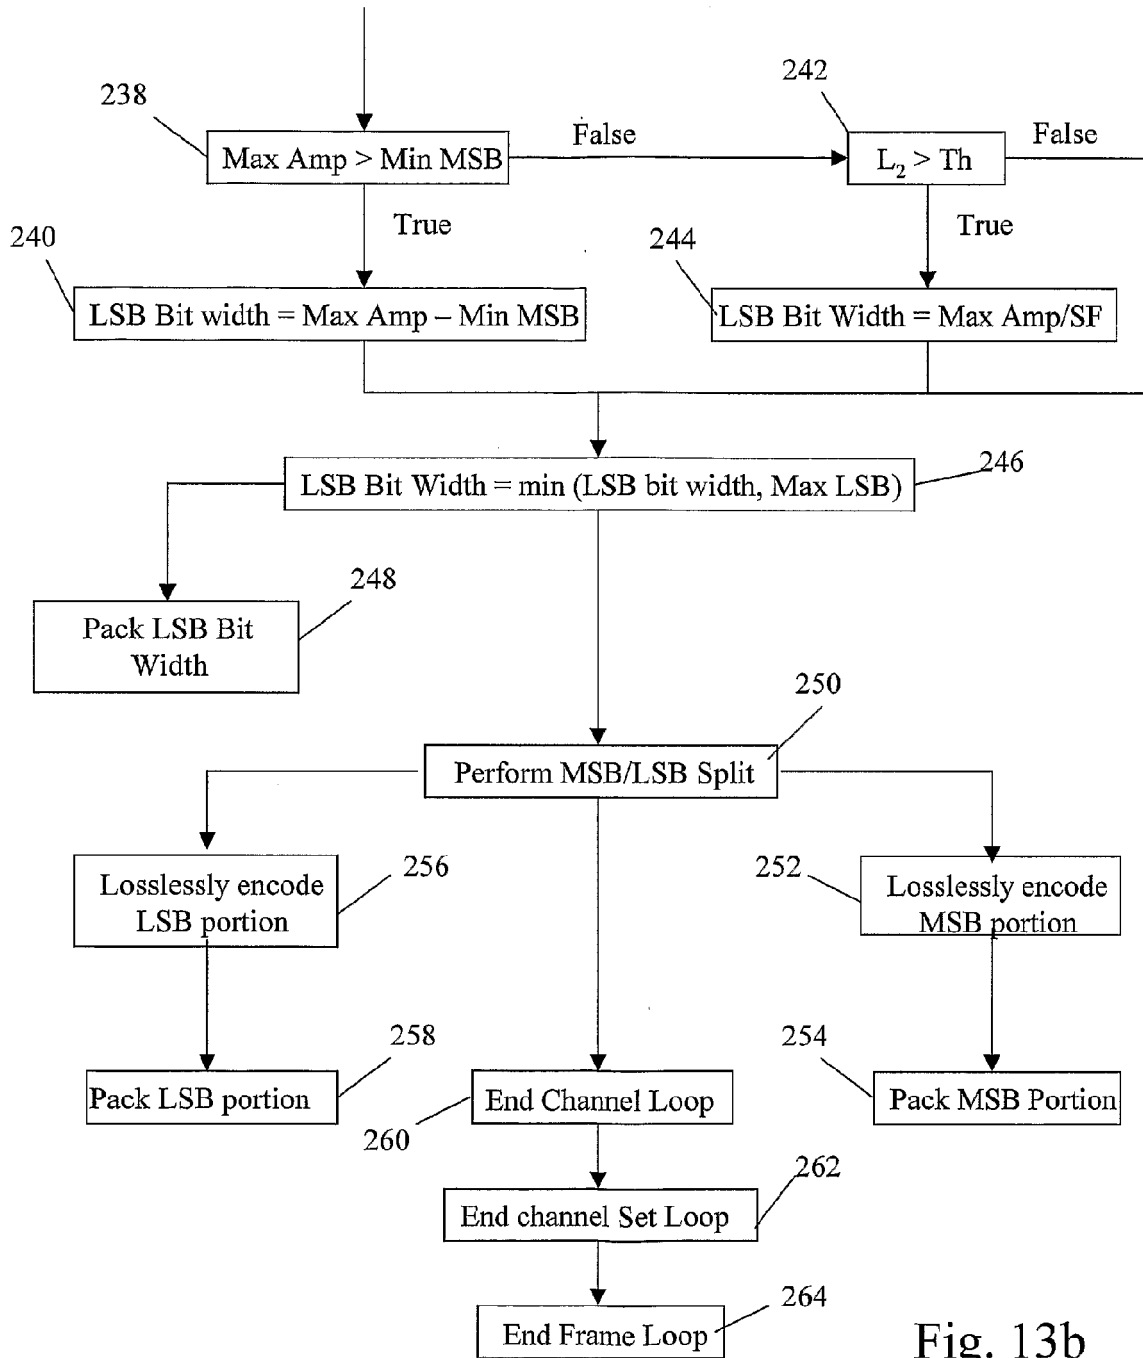 242
238
False
False
Max Amp > Min MSB
L₂ > Th
True
True
240
244
LSB Bit width = Max Amp – Min MSB
LSB Bit Width = Max Amp/SF
246
LSB Bit Width = min (LSB bit width, Max LSB)
248
Pack LSB Bit
Width
250
Perform MSB/LSB Split
256
252
Losslessly encode
LSB portion
Losslessly encode
MSB portion
258
254
Pack LSB portion
End Channel Loop
Pack MSB Portion
260
262
End channel Set Loop
264
End Frame Loop
Fig. 13b